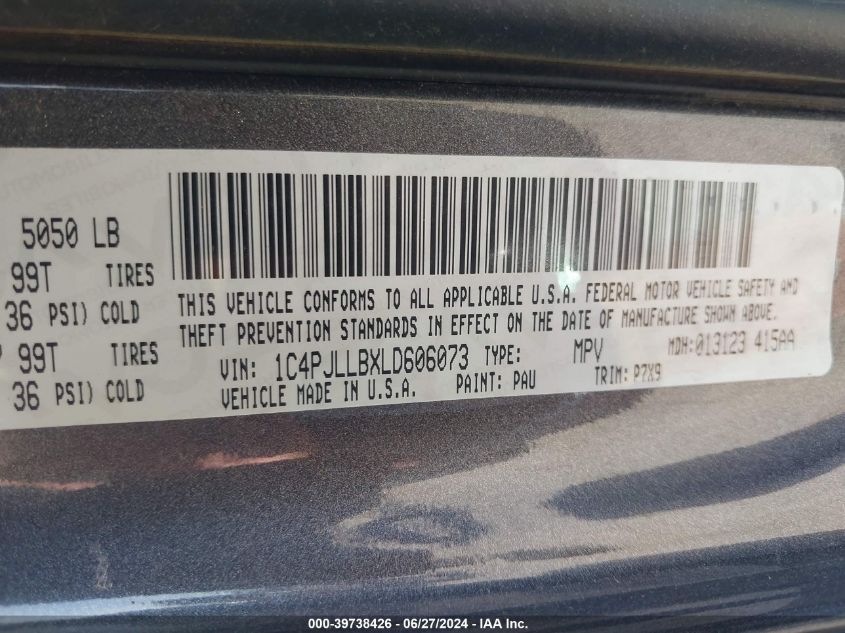 5050 LB
99T TIRES
36 PSI) COLD
99T TIRES
36 PSI) COLD
THIS VEHICLE CONFORMS TO ALL APPLICABLE U.S.A. FEDERAL MOTOR VEHICLE SAFETY AND
THEFT PREVENTION STANDARDS IN EFFECT ON THE DATE OF MANUFACTURE SHOWN ABOVE.
VIN: 1C4PJLLBXLD606073 TYPE: MPV MDH: 013123 415AA
VEHICLE MADE IN U.S.A. PAINT: PAU TRIM: P7X9
000-39738426 - 06/27/2024 - IAA Inc.